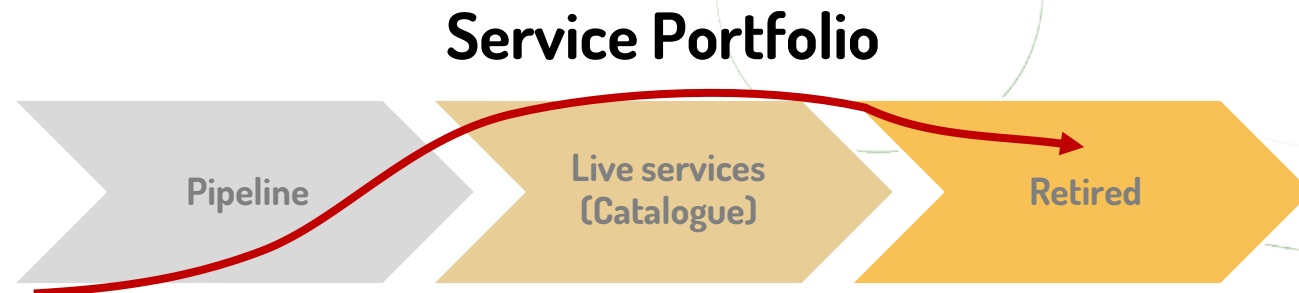 Service Portfolio
Pipeline
Live services
(Catalogue)
Retired